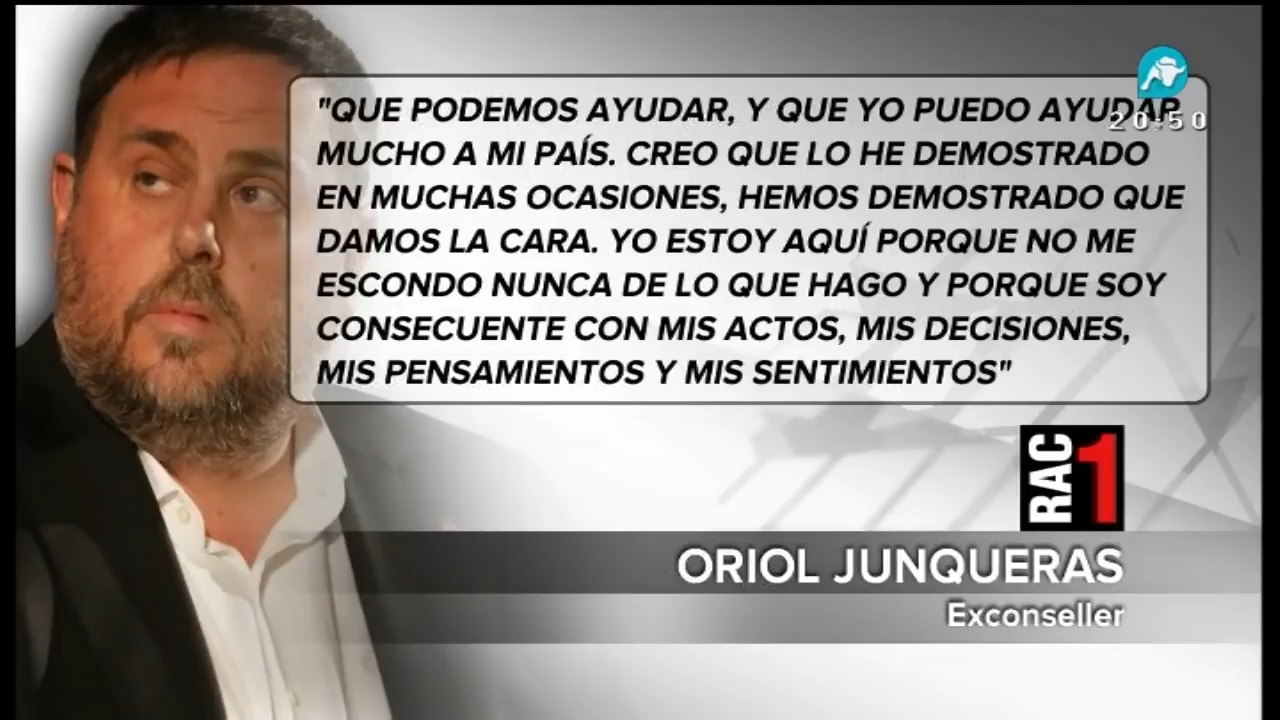 "QUE PODEMOS AYUDAR, Y QUE YO PUEDO AYUDAR
20:50
MUCHO A MI PAÍS. CREO QUE LO HE DEMOSTRADO
EN MUCHAS OCASIONES, HEMOS DEMOSTRADO QUE
DAMOS LA CARA. YO ESTOY AQUÍ PORQUE NO ME
ESCONDO NUNCA DE LO QUE HAGO Y PORQUE SOY
CONSECUENTE CON MIS ACTOS, MIS DECISIONES,
MIS PENSAMIENTOS Y MIS SENTIMIENTOS"
RAC1
ORIOL JUNQUERAS
Exconseller